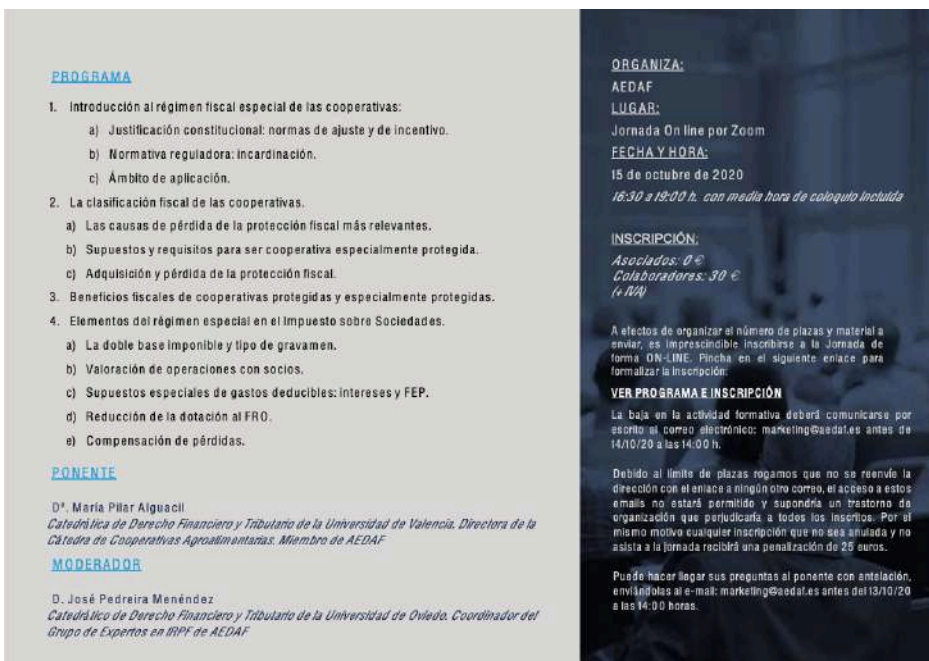 PROGRAMA
1. Introducción al régimen fiscal especial de las cooperativas:
a) Justificación constitucional: normas de ajuste y de incentivo.
b) Normativa reguladora: incardinación.
c) Ámbito de aplicación.
2. La clasificación fiscal de las cooperativas.
a) Las causas de pérdida de la protección fiscal más relevantes.
b) Supuestos y requisitos para ser cooperativa especialmente protegida.
c) Adquisición y pérdida de la protección fiscal.
3. Beneficios fiscales de cooperativas protegidas y especialmente protegidas.
4. Elementos del régimen especial en el Impuesto sobre Sociedades.
a) La doble base imponible y tipo de gravamen.
b) Valoración de operaciones con socios.
c) Supuestos especiales de gastos deducibles: intereses y FEP.
d) Reducción de la dotación al FRO.
e) Compensación de pérdidas.
PONENTE
Dª. María Pilar Alguacil
Catedrática de Derecho Financiero y Tributario de la Universidad de Valencia. Directora de la
Cátedra de Cooperativas Agroalimentarias. Miembro de AEDAF
MODERADOR
D. José Pedreira Menéndez
Catedrático de Derecho Financiero y Tributario de la Universidad de Oviedo. Coordinador del
Grupo de Expertos en IRPF de AEDAF
ORGANIZA:
AEDAF
LUGAR:
Jornada On line por Zoom
FECHA Y HORA:
15 de octubre de 2020
16:30 a 19:00 h. con media hora de coloquio incluida
INSCRIPCIÓN:
Asociados: 0 €
Colaboradores: 30 €
(+ IVA)
A efectos de organizar el número de plazas y material a
enviar, es imprescindible inscribirse a la Jornada de
forma ON-LINE. Pincha en el siguiente enlace para
formalizar la inscripción:
VER PROGRAMA E INSCRIPCIÓN
La baja en la actividad formativa deberá comunicarse por
escrito al correo electrónico: marketing@aedaf.es antes de
14/10/20 a las 14:00 h.
Debido al límite de plazas rogamos que no se reenvíe la
dirección con el enlace a ningún otro correo, el acceso a estos
emails no estará permitido y supondría un trastorno de
organización que perjudicaría a todos los inscritos. Por el
mismo motivo cualquier inscripción que no sea anulada y no
asista a la jornada recibirá una penalización de 25 euros.
Puede hacer llegar sus preguntas al ponente con antelación,
enviándolas al e-mail: marketing@aedaf.es antes del 13/10/20
a las 14:00 horas.